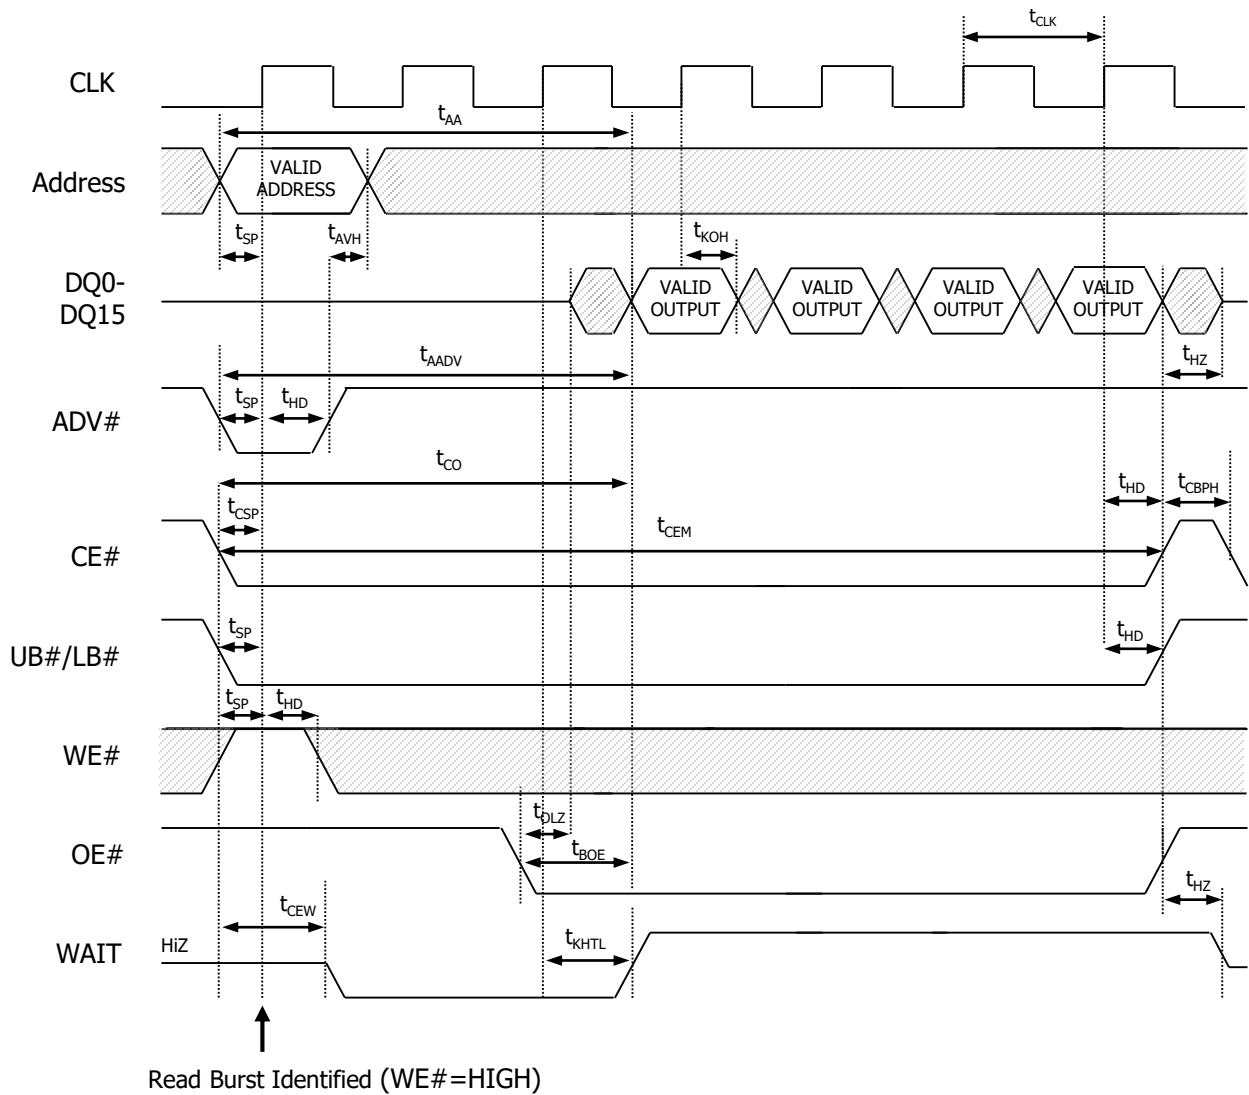 tCLK
CLK
tAA
Address
VALID
ADDRESS
tSP
tAVH
tKOH
DQ0-
DQ15
VALID
OUTPUT
VALID
OUTPUT
VALID
OUTPUT
VALID
OUTPUT
tAADV
tHZ
ADV#
tSP
tHD
tCO
tCSP
tHD
tCBPH
CE#
tCEM
UB#/LB#
tSP
tHD
tSP
tHD
WE#
OE#
tOLZ
tBOE
tHZ
tCEW
WAIT
HiZ
tKHTL
Read Burst Identified (WE#=HIGH)